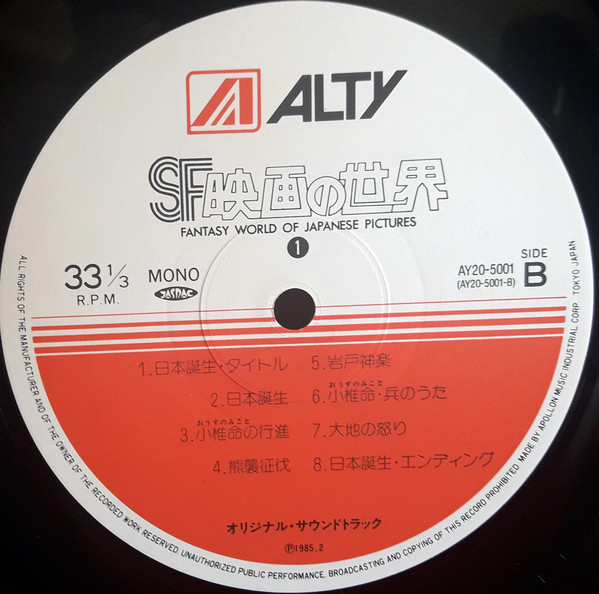 ALTY
SF映画の世界
FANTASY WORLD OF JAPANESE PICTURES
1
33 1/3
R.P.M.
MONO
JASRAC
AY20-5001
(AY20-5001-B)
SIDE
B
1.日本誕生・タイトル
2.日本誕生
おうすのみこと
3.小椎命の行進
4.熊襲征伐
5.岩戸神楽
おうすのみこと
6.小椎命・兵のうた
7.大地の怒り
8.日本誕生・エンディング
オリジナル・サウンドトラック
Ⓟ1985.2
ALL RIGHTS OF THE MANUFACTURER AND OF THE OWNER OF THE RECORDED WORK RESERVED. UNAUTHORIZED PUBLIC PERFORMANCE. BROADCASTING AND COPYING OF THIS RECORD PROHIBITED MADE BY APOLLON MUSIC INDUSTRIAL CORP. TOKYO JAPAN